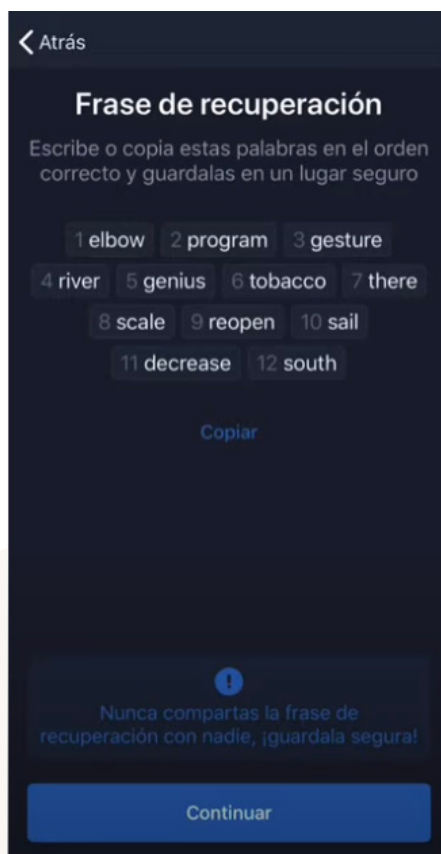 Atrás
Frase de recuperación
Escribe o copia estas palabras en el orden
correcto y guardalas en un lugar seguro
1 elbow 2 program 3 gesture
4 river 5 genius 6 tobacco 7 there
8 scale 9 reopen 10 sail
11 decrease 12 south
Copiar
Nunca compartas la frase de
recuperación con nadie, ¡guardala segura!
Continuar